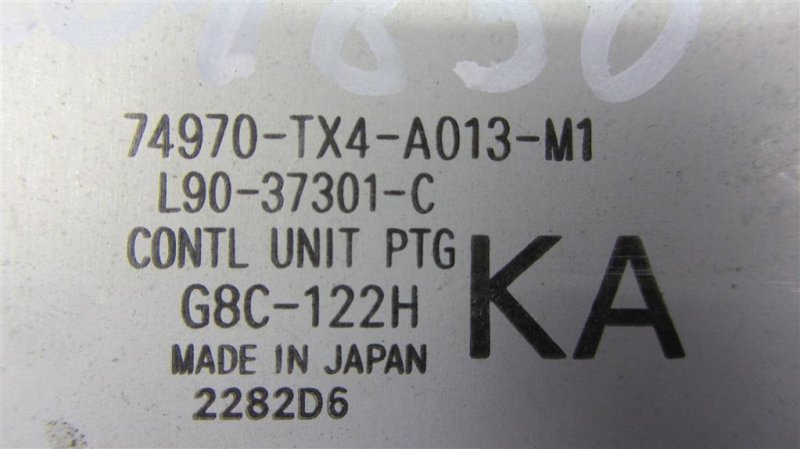 74970-TX4-A013-M1
L90-37301-C
CONTL UNIT PTG
KA
G8C-122H
MADE IN JAPAN
2282D6